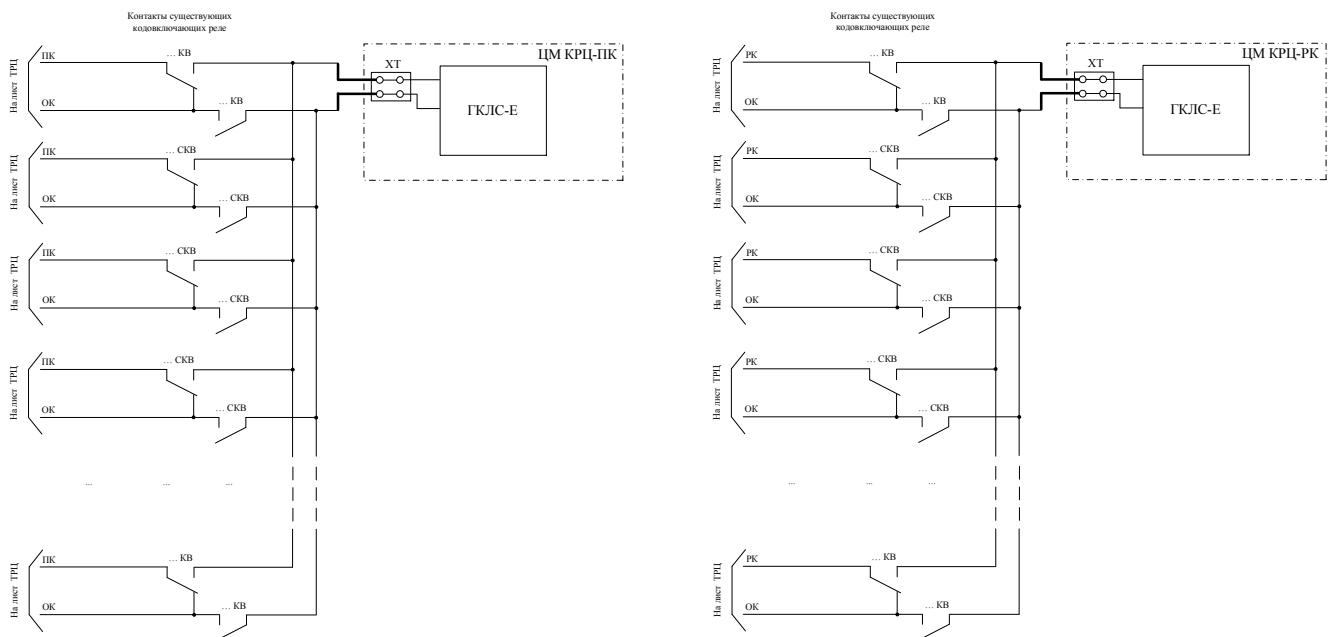 Контакты существующих
кодовключающих реле
На лист ТРЦ
ПК
... КВ
ОК
... КВ
ХТ
ЦМ КРЦ-ПК
ГКЛС-Е
На лист ТРЦ
ПК
... СКВ
ОК
... СКВ
На лист ТРЦ
ПК
... СКВ
ОК
... СКВ
На лист ТРЦ
ПК
... СКВ
ОК
... СКВ
... ... ...
На лист ТРЦ
ПК
... КВ
ОК
... КВ
Контакты существующих
кодовключающих реле
На лист ТРЦ
РК
... КВ
ОК
... КВ
ХТ
ЦМ КРЦ-РК
ГКЛС-Е
На лист ТРЦ
РК
... СКВ
ОК
... СКВ
На лист ТРЦ
РК
... СКВ
ОК
... СКВ
На лист ТРЦ
РК
... СКВ
ОК
... СКВ
... ... ...
На лист ТРЦ
РК
... КВ
ОК
... КВ